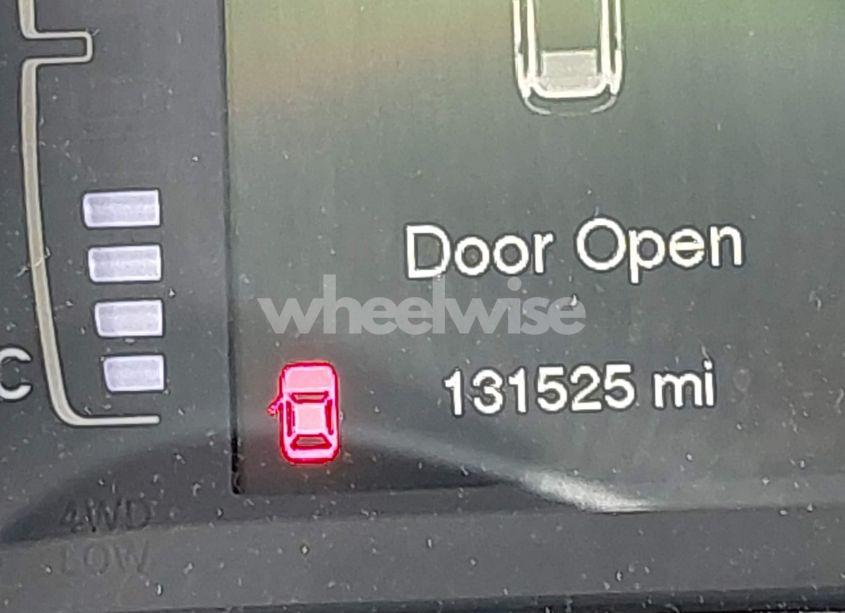 Door Open
wheelwise
C
131525 mi
4WD
LOW